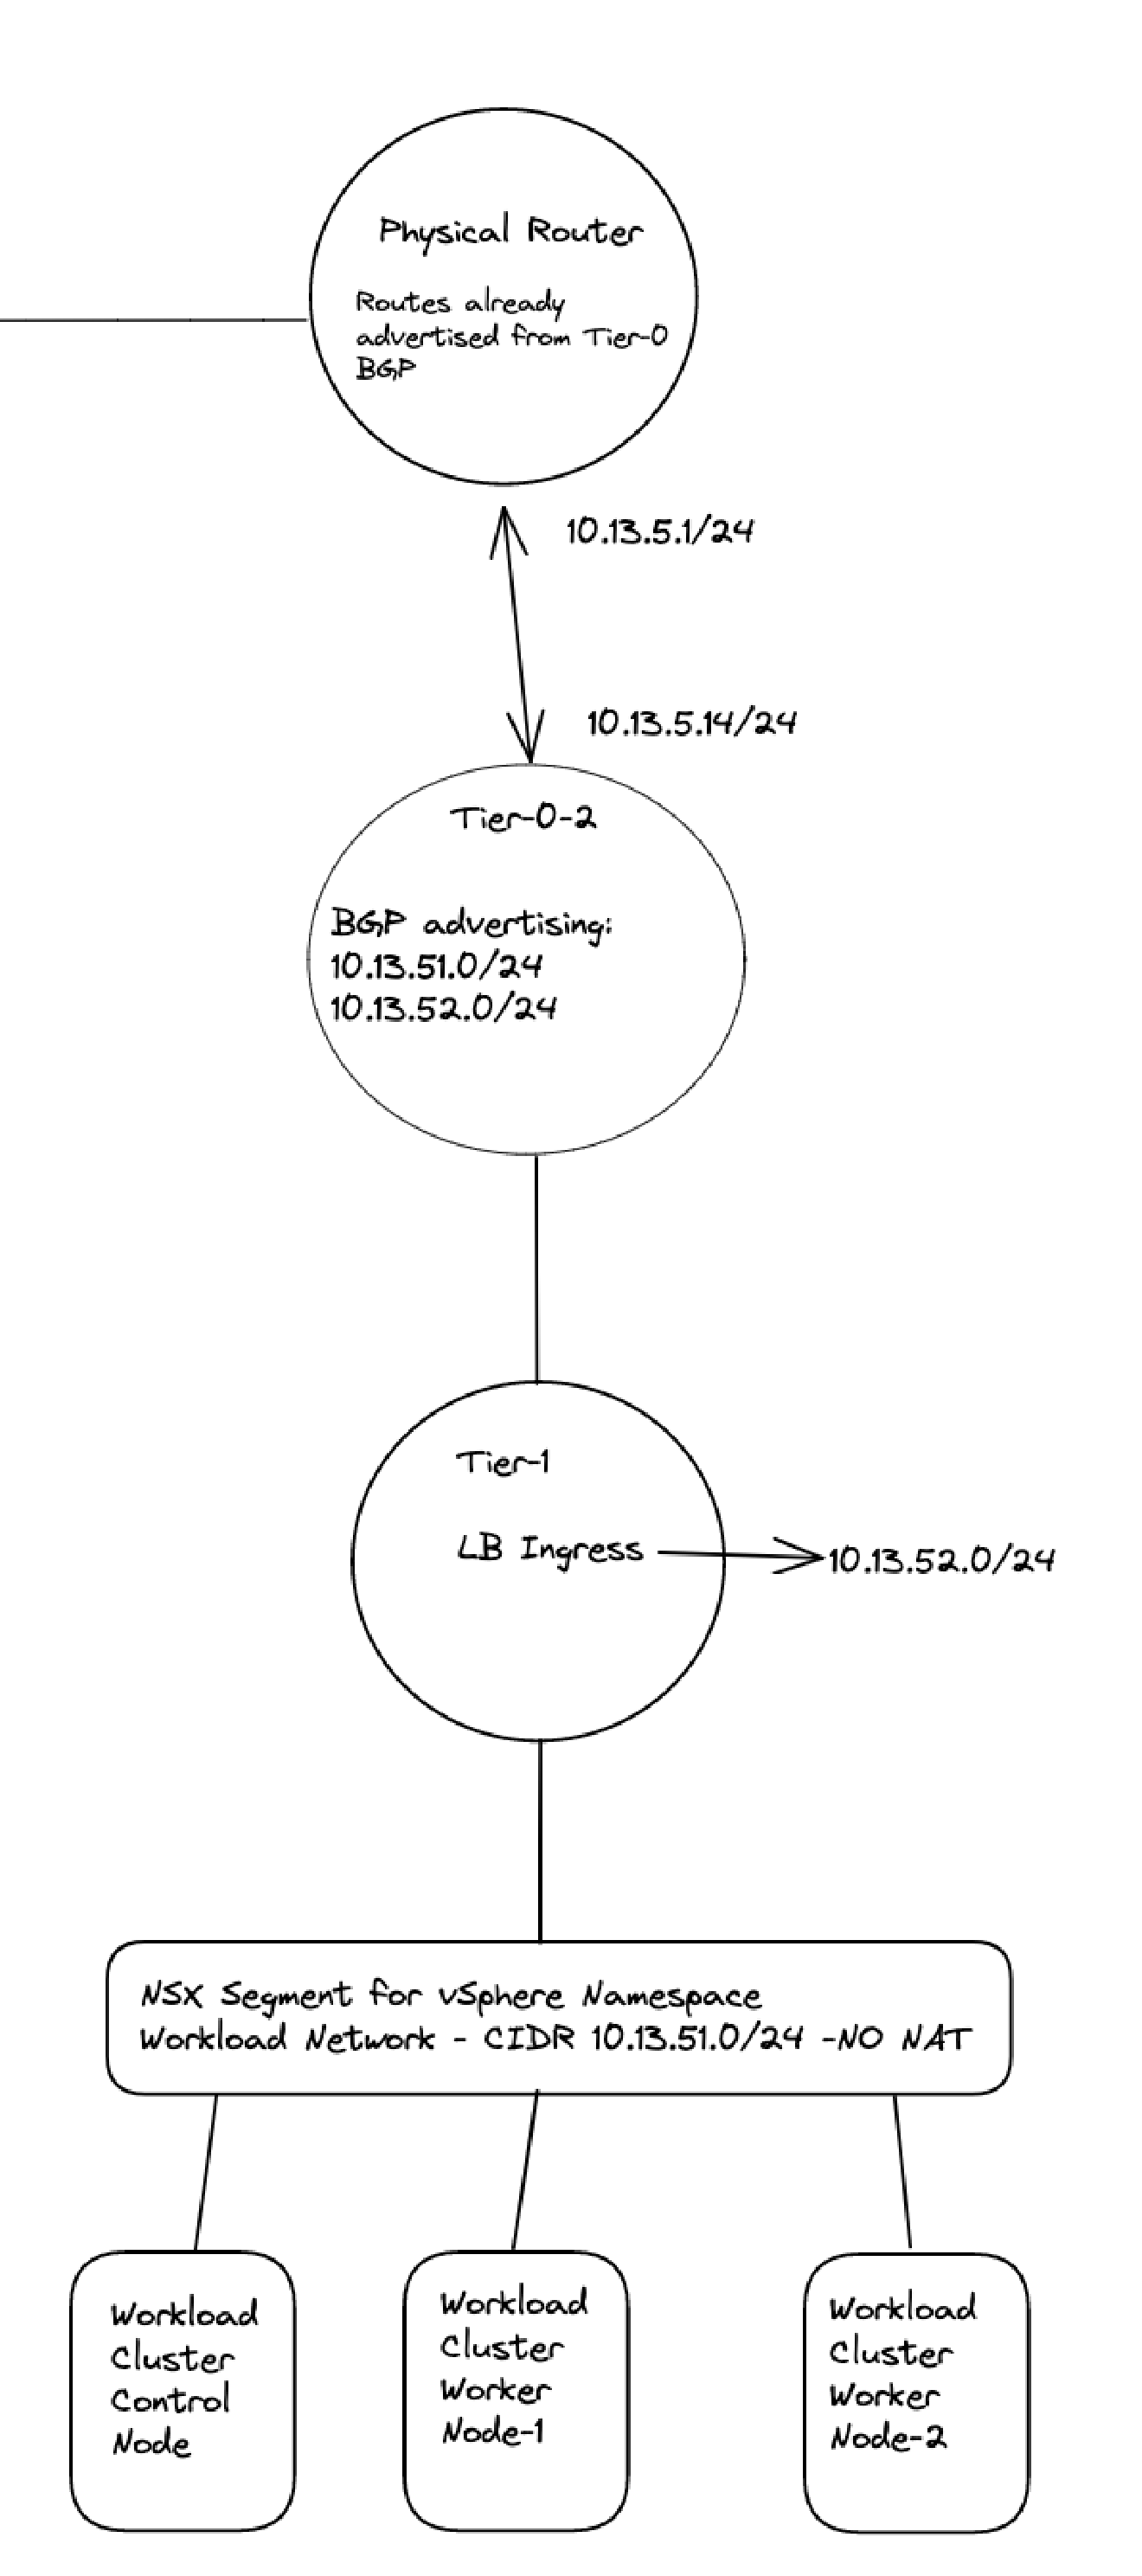 Physical Router
Routes already
advertised from Tier-0
BGP
10.13.5.1/24
10.13.5.14/24
Tier-0-2
BGP advertising:
10.13.51.0/24
10.13.52.0/24
Tier-1
LB Ingress
10.13.52.0/24
NSX Segment for vSphere Namespace
Workload Network - CIDR 10.13.51.0/24 -NO NAT
Workload
Cluster
Control
Node
Workload
Cluster
Worker
Node-1
Workload
Cluster
Worker
Node-2